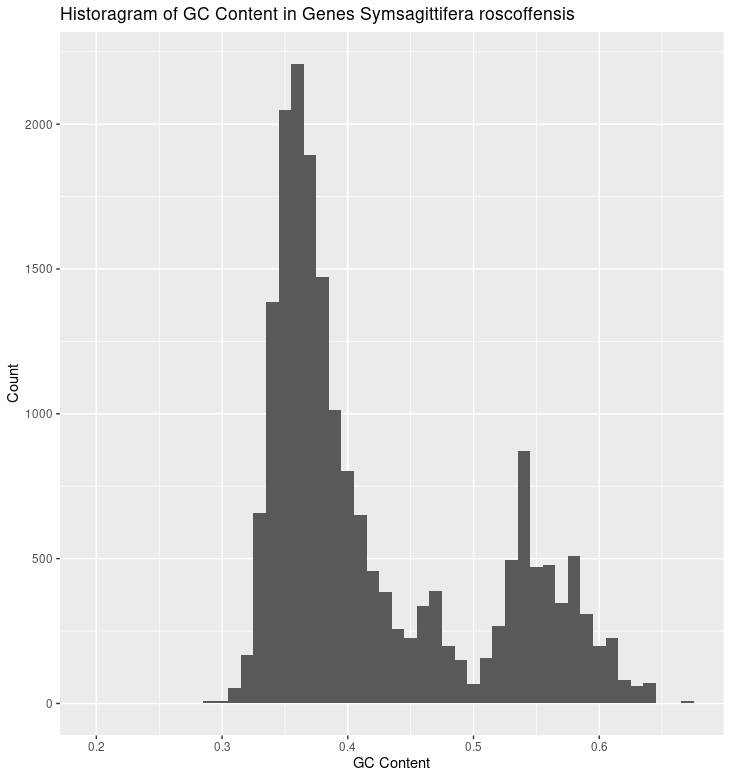 Historagram of GC Content in Genes Symsagittifera roscoffensis
2000
1500
1000
500
0
Count
0.2 0.3 0.4 0.5 0.6
GC Content